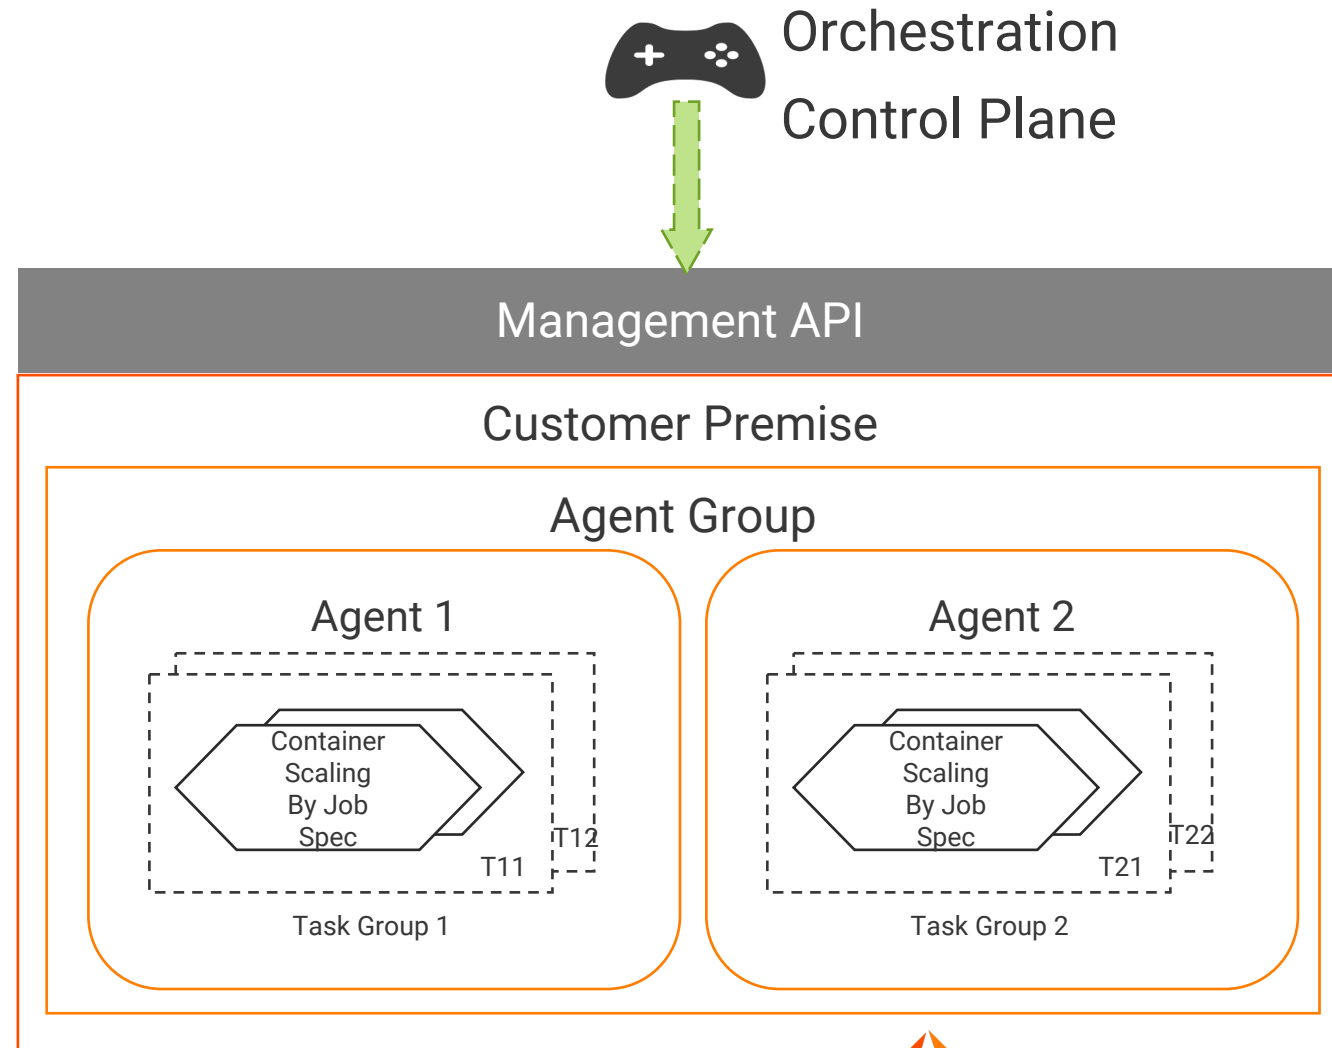 Orchestration
Control Plane
Management API
Customer Premise
Agent Group
Agent 1
Container
Scaling
By Job
Spec
T12
T11
Task Group 1
Agent 2
Container
Scaling
By Job
Spec
T22
T21
Task Group 2